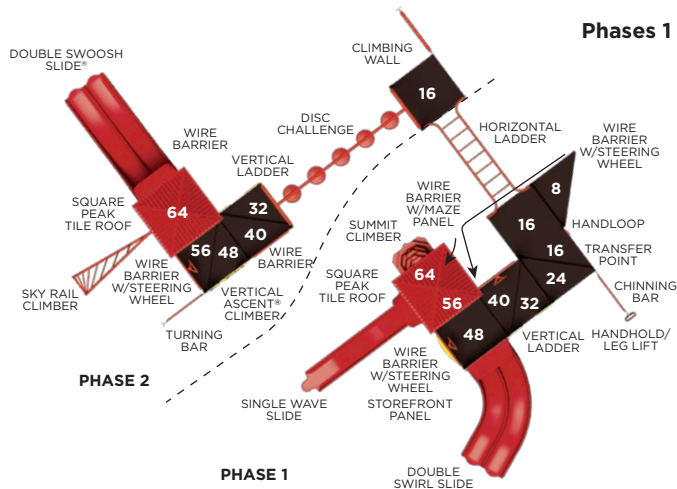 Phases 1
DOUBLE SWOOSH
SLIDE®
CLIMBING
WALL
16
DISC
CHALLENGE
WIRE
BARRIER
VERTICAL
LADDER
HORIZONTAL
LADDER
WIRE
BARRIER
W/STEERING
WHEEL
SQUARE
PEAK
TILE ROOF
64
32
56
48
40
WIRE
BARRIER
W/STEERING
WHEEL
WIRE
BARRIER
VERTICAL
ASCENT®
CLIMBER
SKY RAIL
CLIMBER
TURNING
BAR
PHASE 2
WIRE
BARRIER
W/MAZE
PANEL
SUMMIT
CLIMBER
SQUARE
PEAK
TILE ROOF
8
16
HANDLOOP
16
TRANSFER
POINT
64
24
CHINNING
BAR
56
40
32
48
HANDHOLD/
LEG LIFT
VERTICAL
LADDER
WIRE
BARRIER
W/STEERING
WHEEL
STOREFRONT
PANEL
SINGLE WAVE
SLIDE
PHASE 1
DOUBLE
SWIRL SLIDE